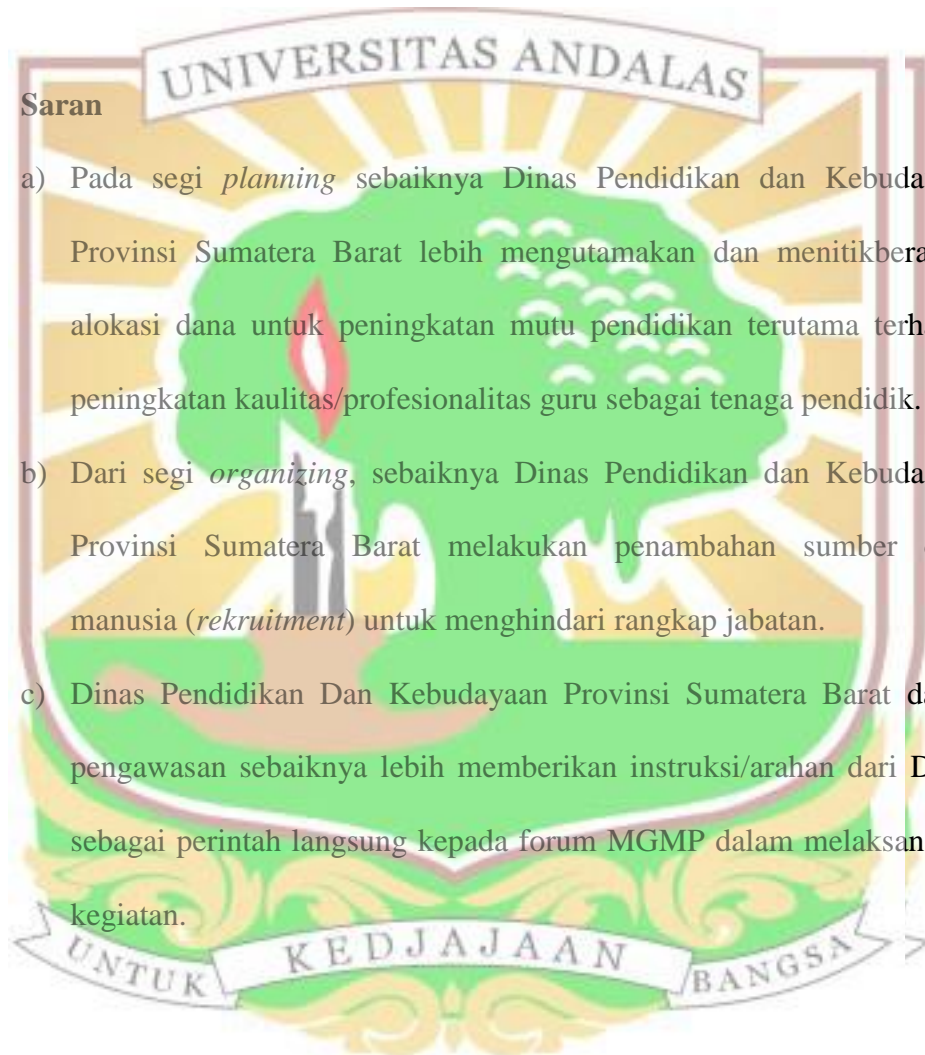 UNIVERSITAS ANDALAS
Saran
a) Pada segi planning sebaiknya Dinas Pendidikan dan Kebuda
Provinsi Sumatera Barat lebih mengutamakan dan menitikbera
alokasi dana untuk peningkatan mutu pendidikan terutama terha
peningkatan kaulitas/profesionalitas guru sebagai tenaga pendidik.
b) Dari segi organizing, sebaiknya Dinas Pendidikan dan Kebuda
Provinsi Sumatera Barat melakukan penambahan sumber
manusia (rekruitment) untuk menghindari rangkap jabatan.
c) Dinas Pendidikan Dan Kebudayaan Provinsi Sumatera Barat da
pengawasan sebaiknya lebih memberikan instruksi/arahan dari D
sebagai perintah langsung kepada forum MGMP dalam melaksan
kegiatan.
UNTUK KEDJAJAAN BANGSA